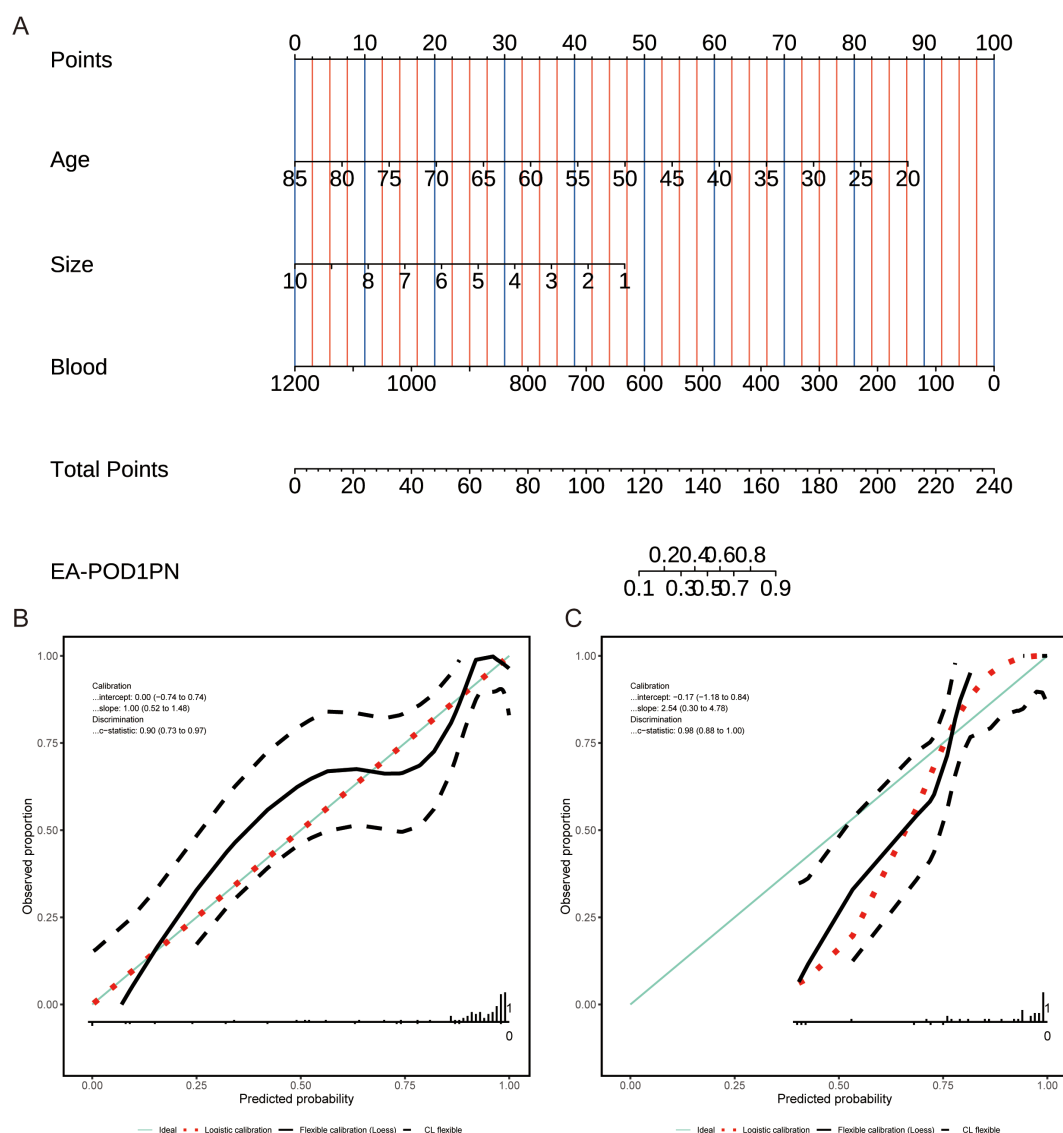 A
Points
0 10 20 30 40 50 60 70 80 90 100
Age
85 80 75 70 65 60 55 50 45 40 35 30 25 20
Size
10 8 7 6 5 4 3 2 1
Blood
1200 1000 800 700 600 500 400 300 200 100 0
Total Points
0 20 40 60 80 100 120 140 160 180 200 220 240
EA-POD1PN
0.2 0.4 0.6 0.8
0.1 0.3 0.5 0.7 0.9
B
Calibration
...intercept: 0.00 (−0.74 to 0.74)
...slope: 1.00 (0.52 to 1.48)
Discrimination
...c−statistic: 0.90 (0.73 to 0.97)
1.00
0.75
0.50
0.25
0.00
Observed proportion
1
0
0.00 0.25 0.50 0.75 1.00
Predicted probability
Ideal Logistic calibration Flexible calibration (Loess) CL flexible
C
Calibration
...intercept: −0.17 (−1.18 to 0.84)
...slope: 2.54 (0.30 to 4.78)
Discrimination
...c−statistic: 0.98 (0.88 to 1.00)
1.00
0.75
0.50
0.25
0.00
Observed proportion
1
0
0.00 0.25 0.50 0.75 1.00
Predicted probability
Ideal Logistic calibration Flexible calibration (Loess) CL flexible